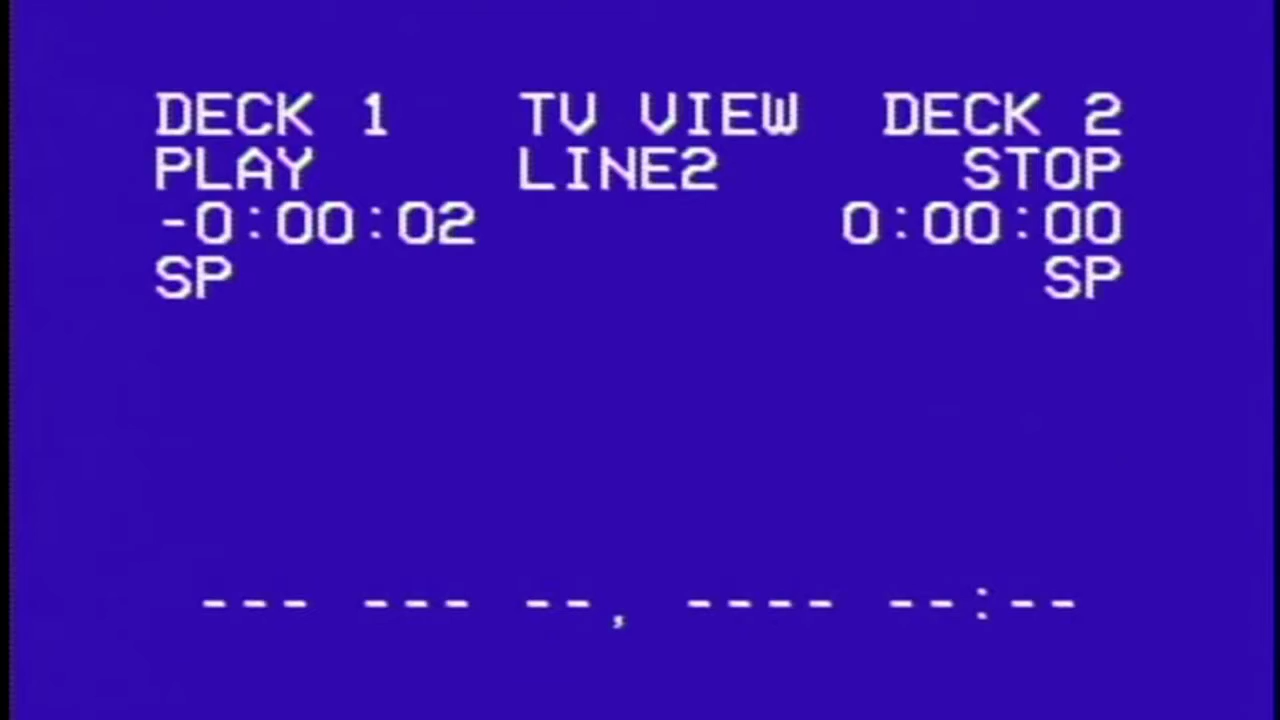 DECK 1 TV VIEW DECK 2
PLAY LINE2 STOP
-0:00:02 0:00:00
SP SP
--- --- --, ---- --:--